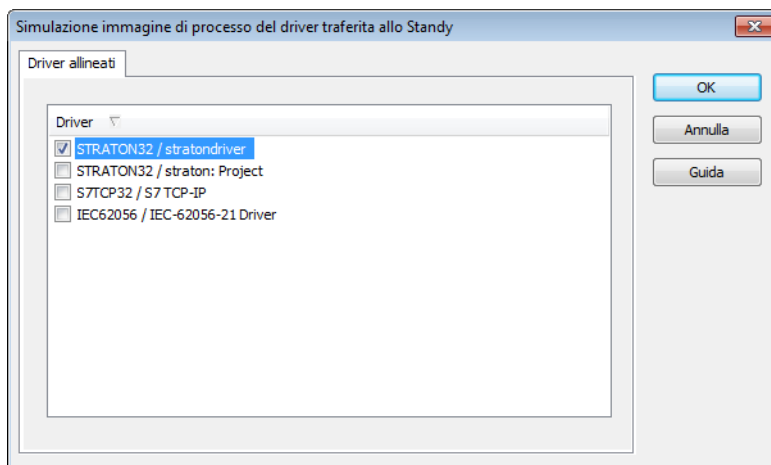 Simulazione immagine di processo del driver traferita allo Standy
Driver allineati
OK
Annulla
Guida
Driver
STRATON32 / stratondriver
STRATON32 / straton: Project
S7TCP32 / S7 TCP-IP
IEC62056 / IEC-62056-21 Driver